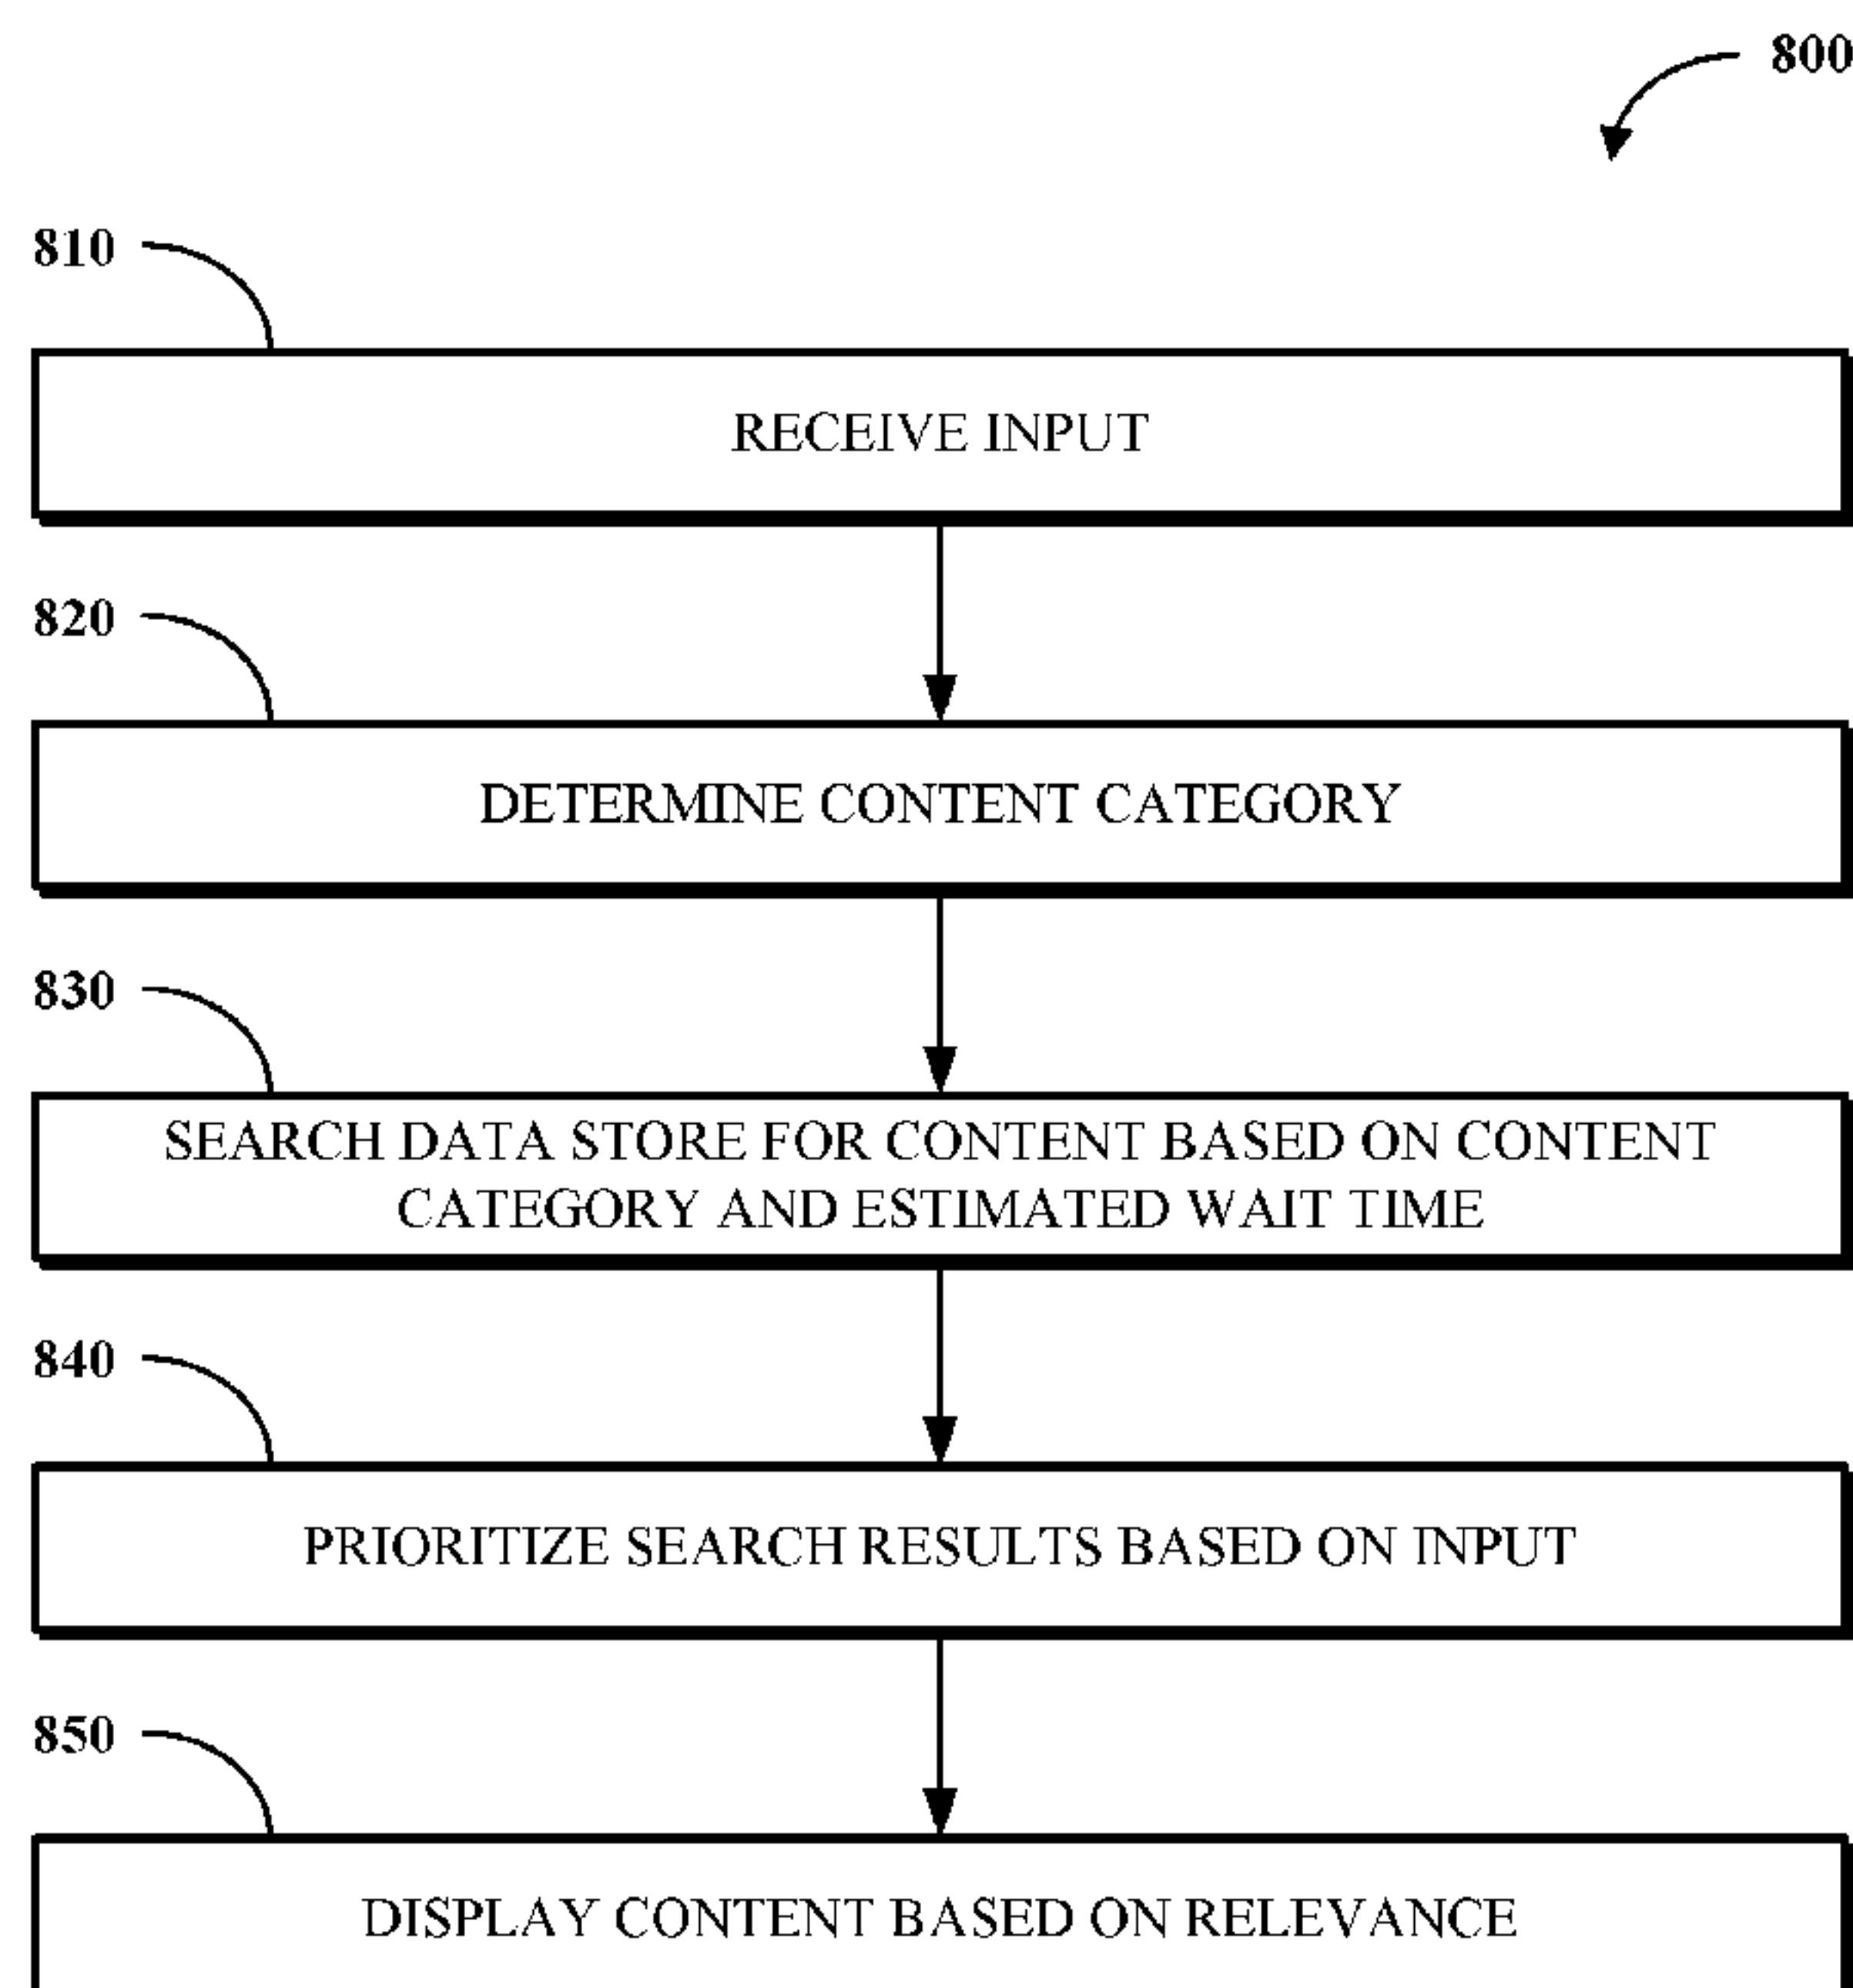 800
810
RECEIVE INPUT
820
DETERMINE CONTENT CATEGORY
830
SEARCH DATA STORE FOR CONTENT BASED ON CONTENT
CATEGORY AND ESTIMATED WAIT TIME
840
PRIORITIZE SEARCH RESULTS BASED ON INPUT
850
DISPLAY CONTENT BASED ON RELEVANCE